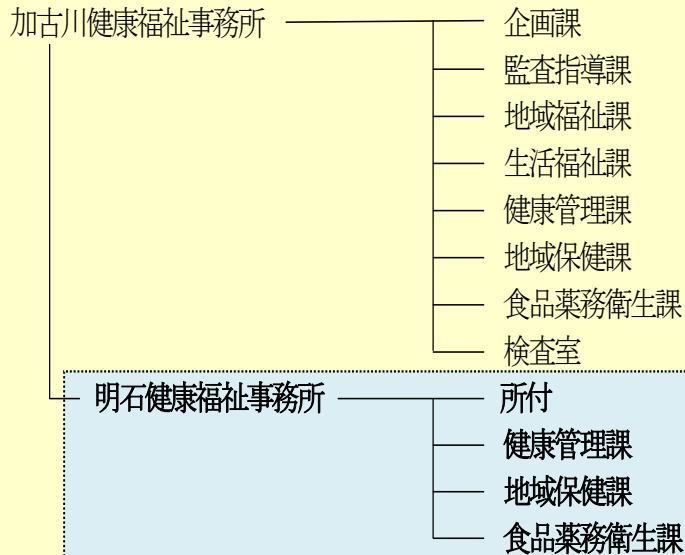 加古川健康福祉事務所
企画課
監査指導課
地域福祉課
生活福祉課
健康管理課
地域保健課
食品薬務衛生課
検査室
明石健康福祉事務所
所付
健康管理課
地域保健課
食品薬務衛生課